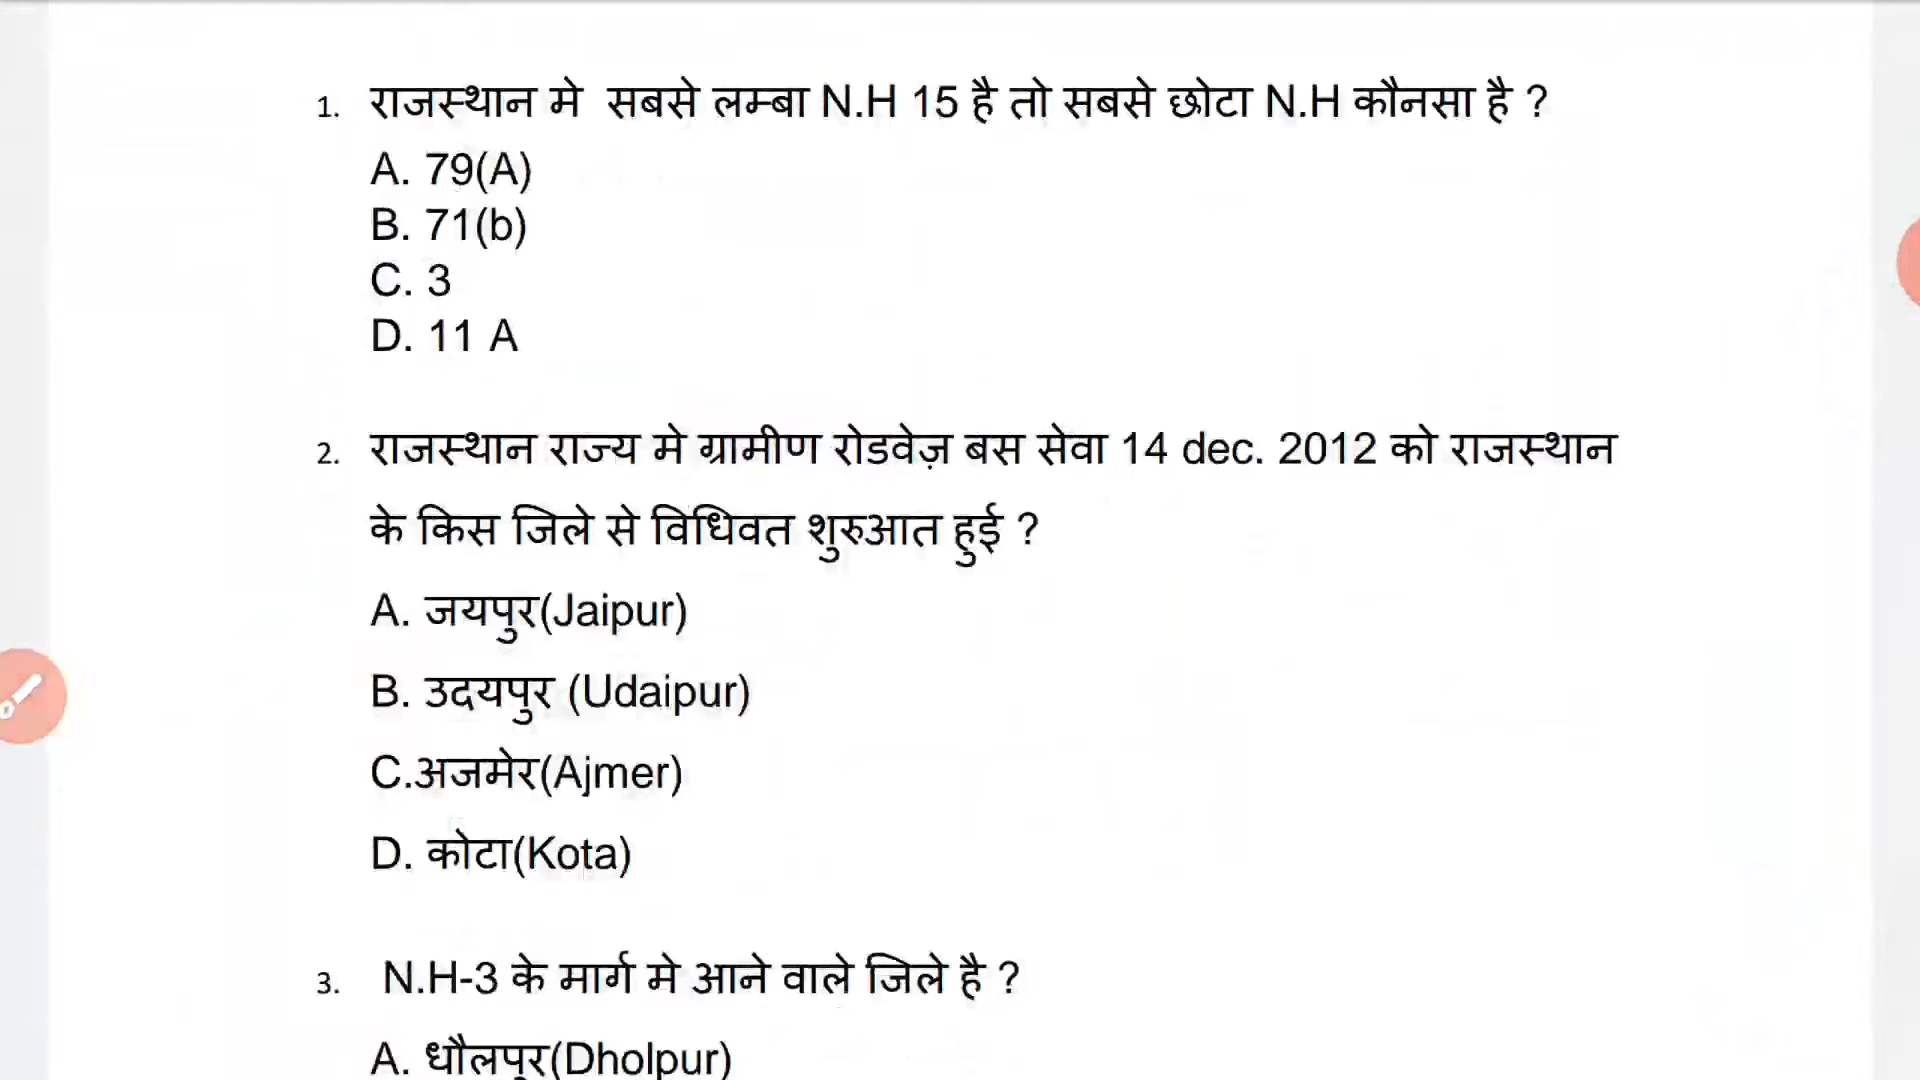 1. राजस्थान मे सबसे लम्बा N.H 15 है तो सबसे छोटा N.H कौनसा है ?
A. 79(A)
B. 71(b)
C. 3
D. 11 A
2. राजस्थान राज्य मे ग्रामीण रोडवेज़ बस सेवा 14 dec. 2012 को राजस्थान
के किस जिले से विधिवत शुरुआत हुई ?
A. जयपुर(Jaipur)
B. उदयपुर (Udaipur)
C.अजमेर(Ajmer)
D. कोटा(Kota)
3. N.H-3 के मार्ग मे आने वाले जिले है ?
A. धौलपुर(Dholpur)